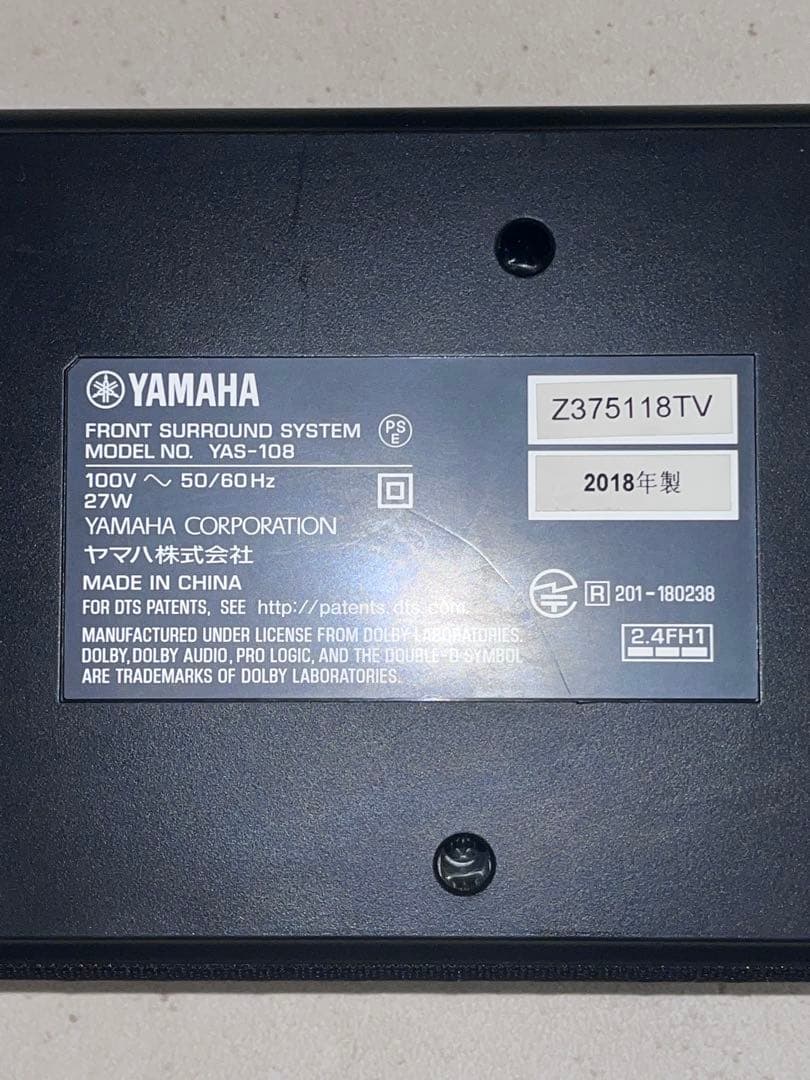 YAMAHA
FRONT SURROUND SYSTEM
MODEL NO. YAS-108
PS
E
100V ~ 50/60Hz
27W
YAMAHA CORPORATION
ヤマハ株式会社
MADE IN CHINA
FOR DTS PATENTS, SEE http://patents.dts.com.
MANUFACTURED UNDER LICENSE FROM DOLBY LABORATORIES.
DOLBY, DOLBY AUDIO, PRO LOGIC, AND THE DOUBLE-D SYMBOL
ARE TRADEMARKS OF DOLBY LABORATORIES.
Z375118TV
2018年製
R 201-180238
2.4FH1